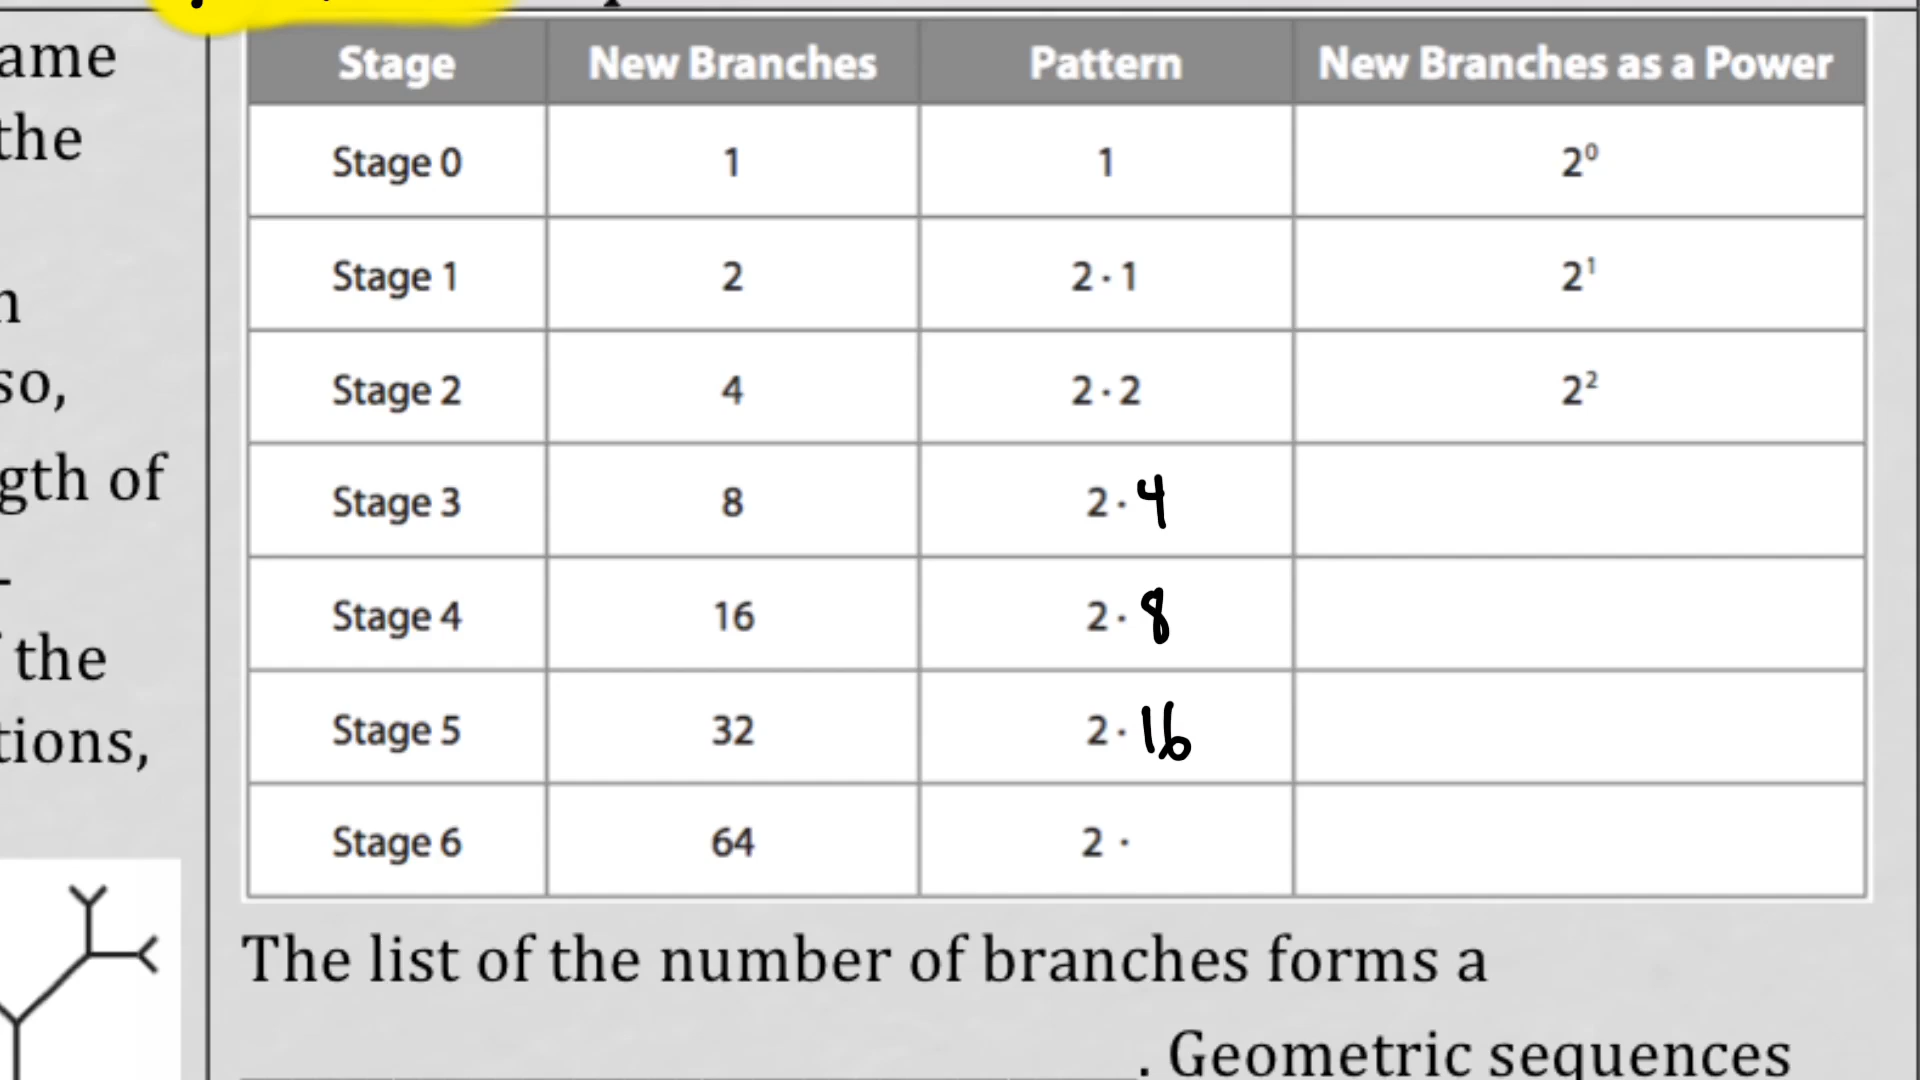 ame
the
n
so,
gth of
-
the
tions,
Stage New Branches Pattern New Branches as a Power
Stage 0 1 1 2⁰
Stage 1 2 2 · 1 2¹
Stage 2 4 2 · 2 2²
Stage 3 8 2 · 4
Stage 4 16 2 · 8
Stage 5 32 2 · 16
Stage 6 64 2 ·
The list of the number of branches forms a
. Geometric sequences